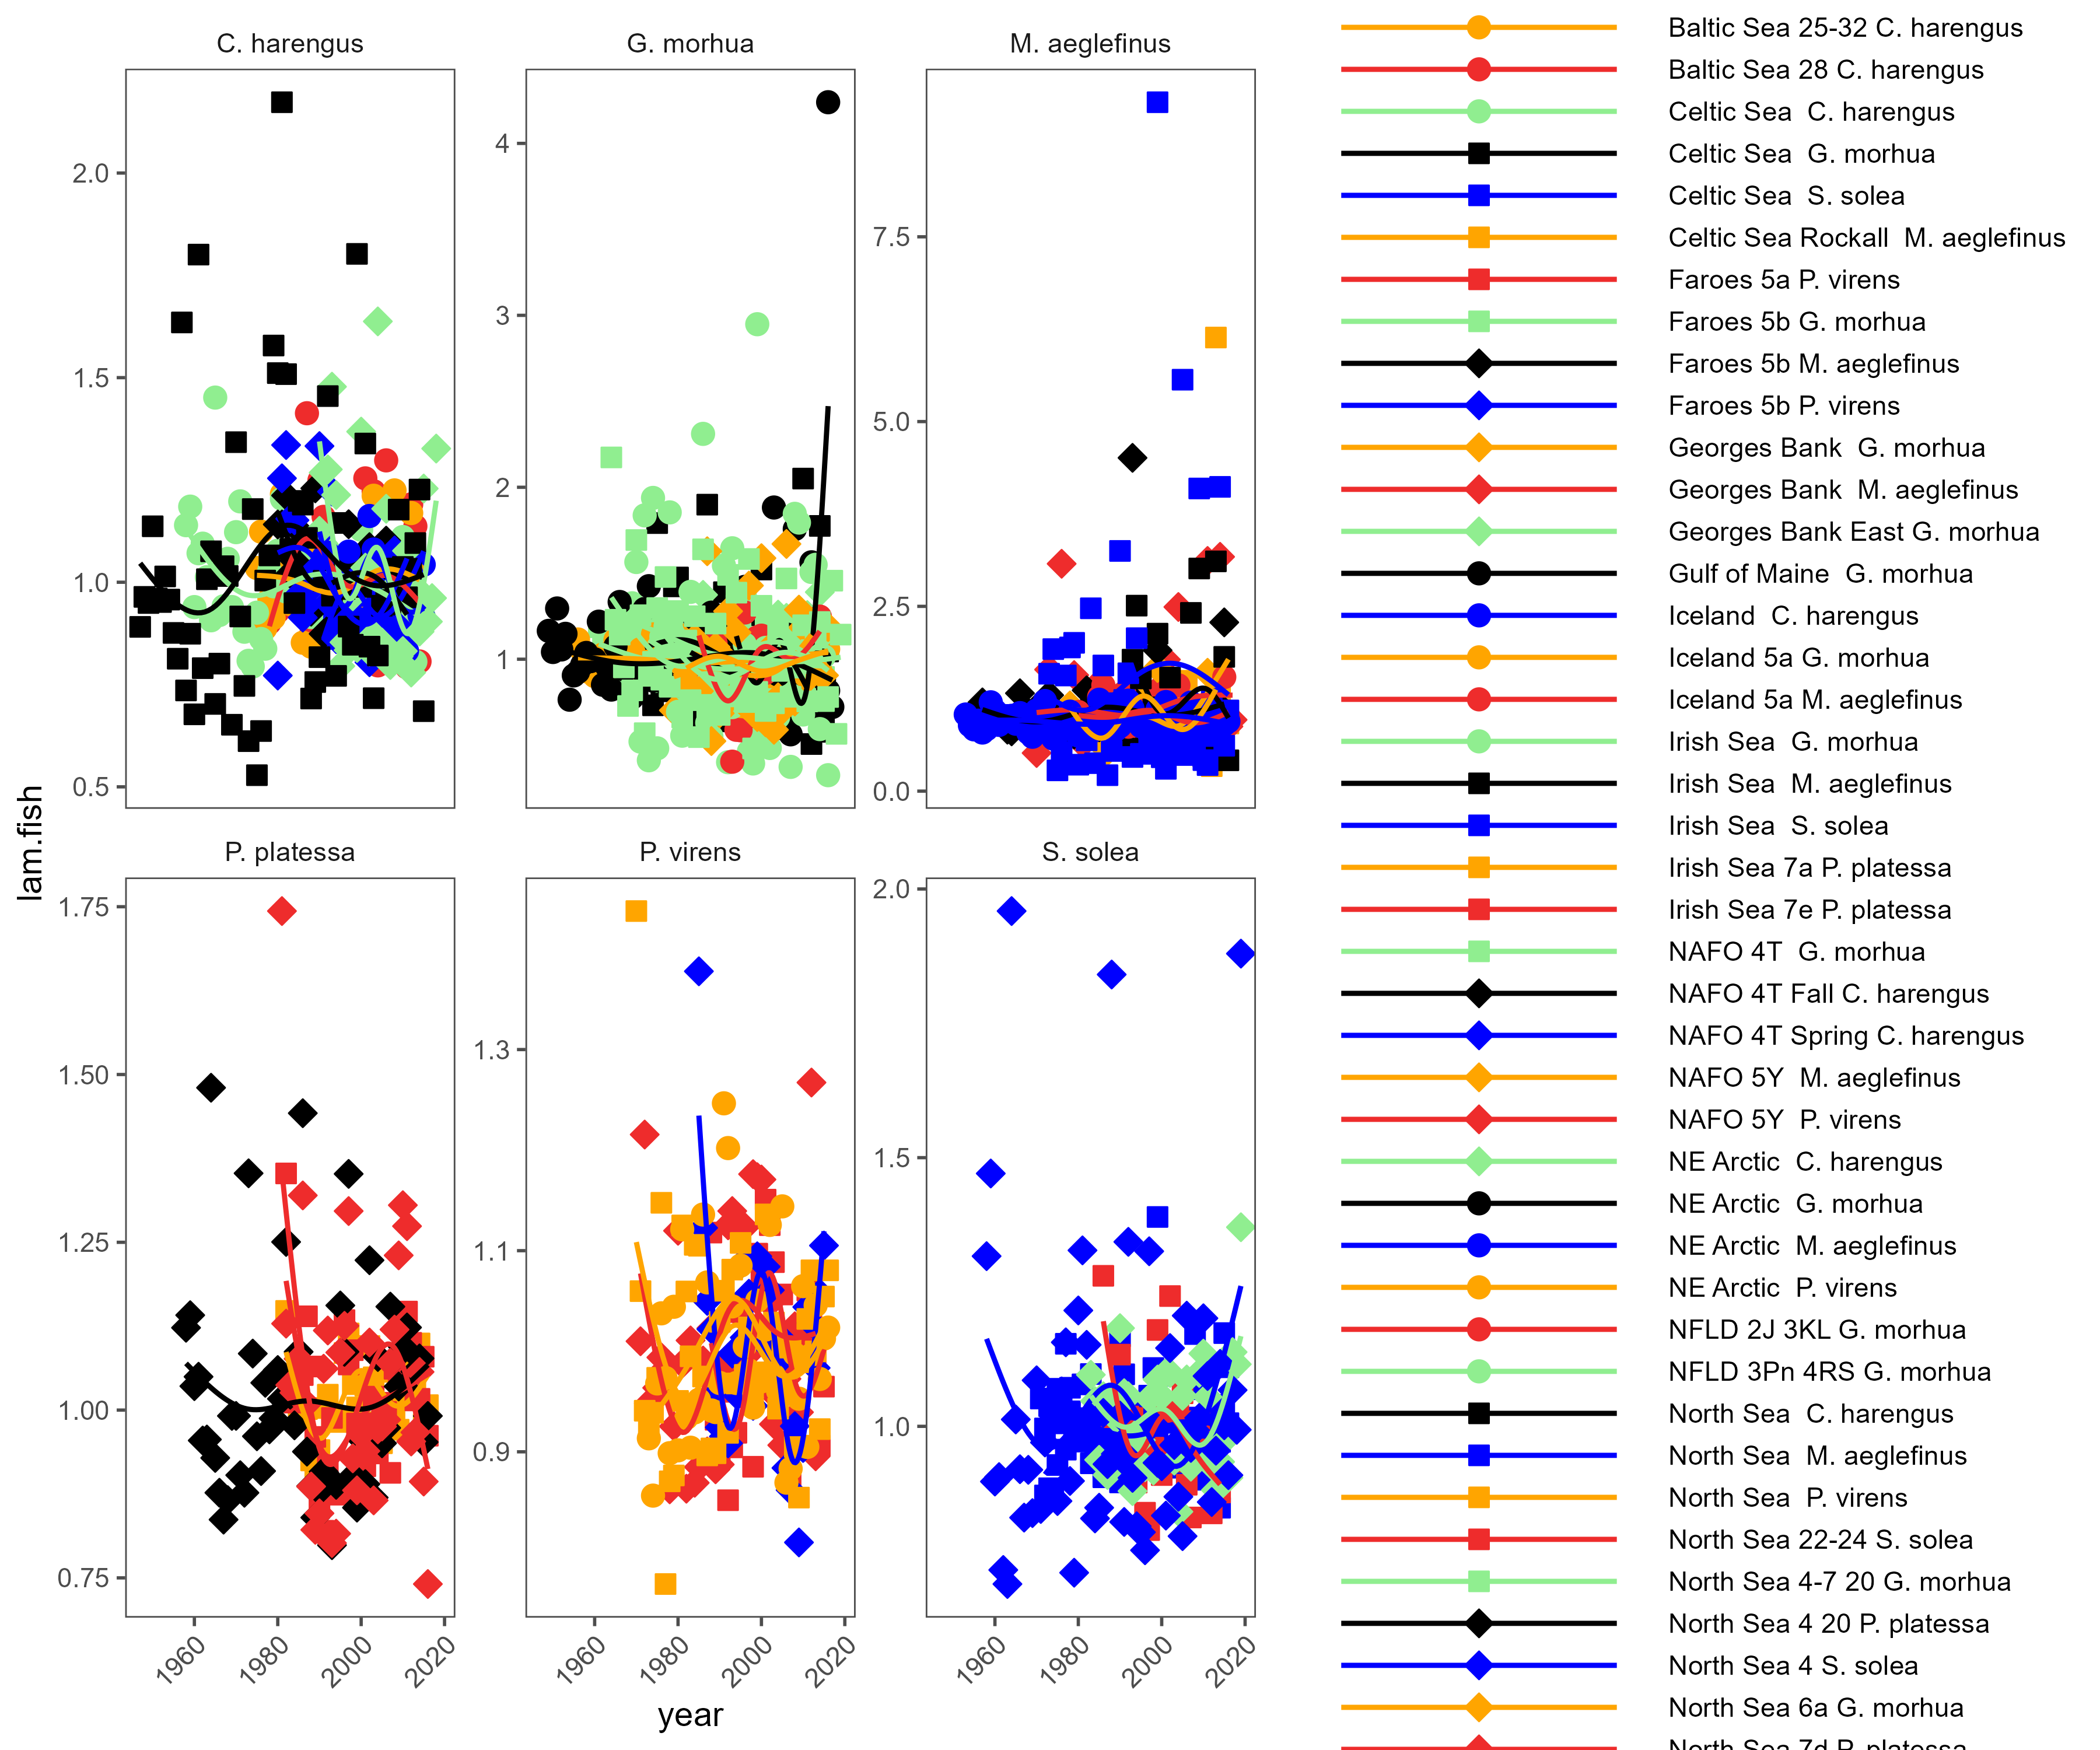 C. harengus
G. morhua
M. aeglefinus
2.0
1.5
1.0
0.5
4
3
2
1
7.5
5.0
2.5
0.0
P. platessa
P. virens
S. solea
1.75
1.50
1.25
1.00
0.75
1.3
1.1
0.9
2.0
1.5
1.0
1960 1980 2000 2020
1960 1980 2000 2020
1960 1980 2000 2020
year
lam.fish
Baltic Sea 25-32 C. harengus
Baltic Sea 28 C. harengus
Celtic Sea  C. harengus
Celtic Sea  G. morhua
Celtic Sea  S. solea
Celtic Sea Rockall  M. aeglefinus
Faroes 5a P. virens
Faroes 5b G. morhua
Faroes 5b M. aeglefinus
Faroes 5b P. virens
Georges Bank  G. morhua
Georges Bank  M. aeglefinus
Georges Bank East G. morhua
Gulf of Maine  G. morhua
Iceland  C. harengus
Iceland 5a G. morhua
Iceland 5a M. aeglefinus
Irish Sea  G. morhua
Irish Sea  M. aeglefinus
Irish Sea  S. solea
Irish Sea 7a P. platessa
Irish Sea 7e P. platessa
NAFO 4T  G. morhua
NAFO 4T Fall C. harengus
NAFO 4T Spring C. harengus
NAFO 5Y  M. aeglefinus
NAFO 5Y  P. virens
NE Arctic  C. harengus
NE Arctic  G. morhua
NE Arctic  M. aeglefinus
NE Arctic  P. virens
NFLD 2J 3KL G. morhua
NFLD 3Pn 4RS G. morhua
North Sea  C. harengus
North Sea  M. aeglefinus
North Sea  P. virens
North Sea 22-24 S. solea
North Sea 4-7 20 G. morhua
North Sea 4 20 P. platessa
North Sea 4 S. solea
North Sea 6a G. morhua
North Sea 7d P. platessa